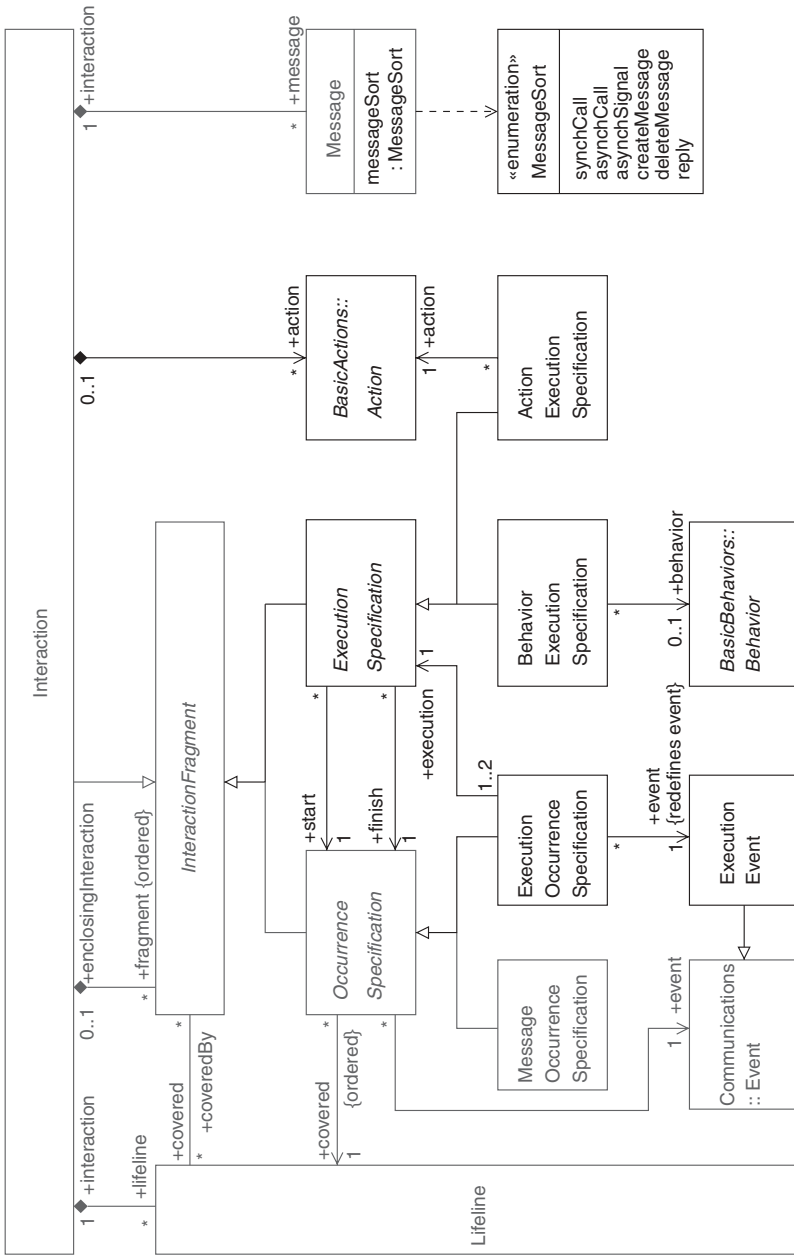 Interaction
1
+interaction
*
+lifeline
0..1
+enclosingInteraction
*
+fragment {ordered}
0..1
*
+action
1
+interaction
*
+message
+covered
*
*
+coveredBy
InteractionFragment
Lifeline
+covered
1
{ordered}
*
*
Occurrence
Specification
+start
1
*
+finish
1
*
Execution
Specification
BasicActions::
Action
Message
messageSort
: MessageSort
+execution
1
1..2
1
+action
*
Message
Occurrence
Specification
Execution
Occurrence
Specification
Behavior
Execution
Specification
Action
Execution
Specification
«enumeration»
MessageSort
synchCall
asynchCall
asynchSignal
createMessage
deleteMessage
reply
1
+event
*
+event
1
{redefines event}
*
0..1
+behavior
Communications
:: Event
Execution
Event
BasicBehaviors::
Behavior